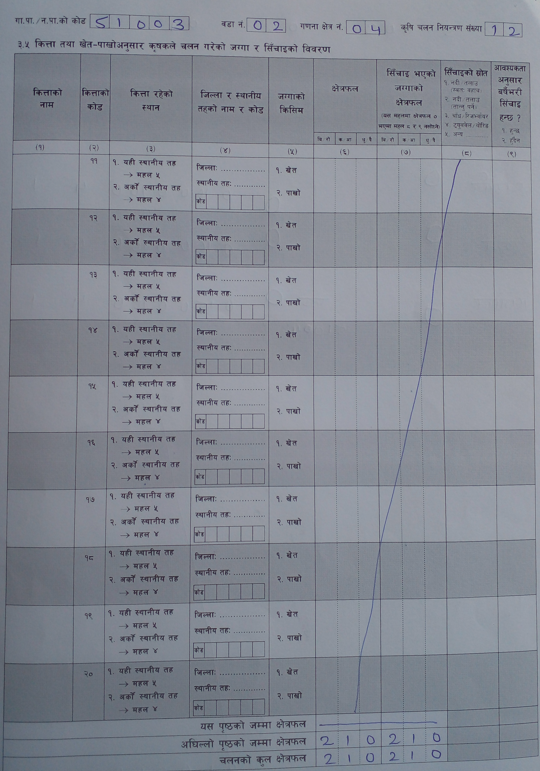 गा.पा./न.पा.को कोड 51003 वडा नं. 02 गणना क्षेत्र नं. 04 कृषि चलन नियन्त्रण संख्या 12
३.५ कित्ता तथा खेत-पाखोअनुसार कृषकले चलन गरेको जग्गा र सिँचाइको विवरण
कित्ताको नाम कित्ताको कोड कित्ता रहेको स्थान जिल्ला र स्थानीय तहको नाम र कोड जग्गाको किसिम क्षेत्रफल सिँचाइ भएको जग्गाको क्षेत्रफल सिँचाइको स्रोत आवश्यकता अनुसार वर्षैभरी सिँचाइ हुन्छ ?
(१) (२) (३) (४) (५) (६) (७) (८) (९)
११ १. यही स्थानीय तह जिल्ला: १. खेत
→ महल ५ स्थानीय तह:
२. अर्को स्थानीय तह २. पाखो
→ महल ४ कोड
१२ १. यही स्थानीय तह जिल्ला: १. खेत
→ महल ५ स्थानीय तह:
२. अर्को स्थानीय तह २. पाखो
→ महल ४ कोड
१३ १. यही स्थानीय तह जिल्ला: १. खेत
→ महल ५ स्थानीय तह:
२. अर्को स्थानीय तह २. पाखो
→ महल ४ कोड
१४ १. यही स्थानीय तह जिल्ला: १. खेत
→ महल ५ स्थानीय तह:
२. अर्को स्थानीय तह २. पाखो
→ महल ४ कोड
१५ १. यही स्थानीय तह जिल्ला: १. खेत
→ महल ५ स्थानीय तह:
२. अर्को स्थानीय तह २. पाखो
→ महल ४ कोड
१६ १. यही स्थानीय तह जिल्ला: १. खेत
→ महल ५ स्थानीय तह:
२. अर्को स्थानीय तह २. पाखो
→ महल ४ कोड
१७ १. यही स्थानीय तह जिल्ला: १. खेत
→ महल ५ स्थानीय तह:
२. अर्को स्थानीय तह २. पाखो
→ महल ४ कोड
१८ १. यही स्थानीय तह जिल्ला: १. खेत
→ महल ५ स्थानीय तह:
२. अर्को स्थानीय तह २. पाखो
→ महल ४ कोड
१९ १. यही स्थानीय तह जिल्ला: १. खेत
→ महल ५ स्थानीय तह:
२. अर्को स्थानीय तह २. पाखो
→ महल ४ कोड
२० १. यही स्थानीय तह जिल्ला: १. खेत
→ महल ५ स्थानीय तह:
२. अर्को स्थानीय तह २. पाखो
→ महल ४ कोड
यस पृष्ठको जम्मा क्षेत्रफल
अघिल्लो पृष्ठको जम्मा क्षेत्रफल 2 1 0 2 1 0
चलनको कुल क्षेत्रफल 2 1 0 2 1 0